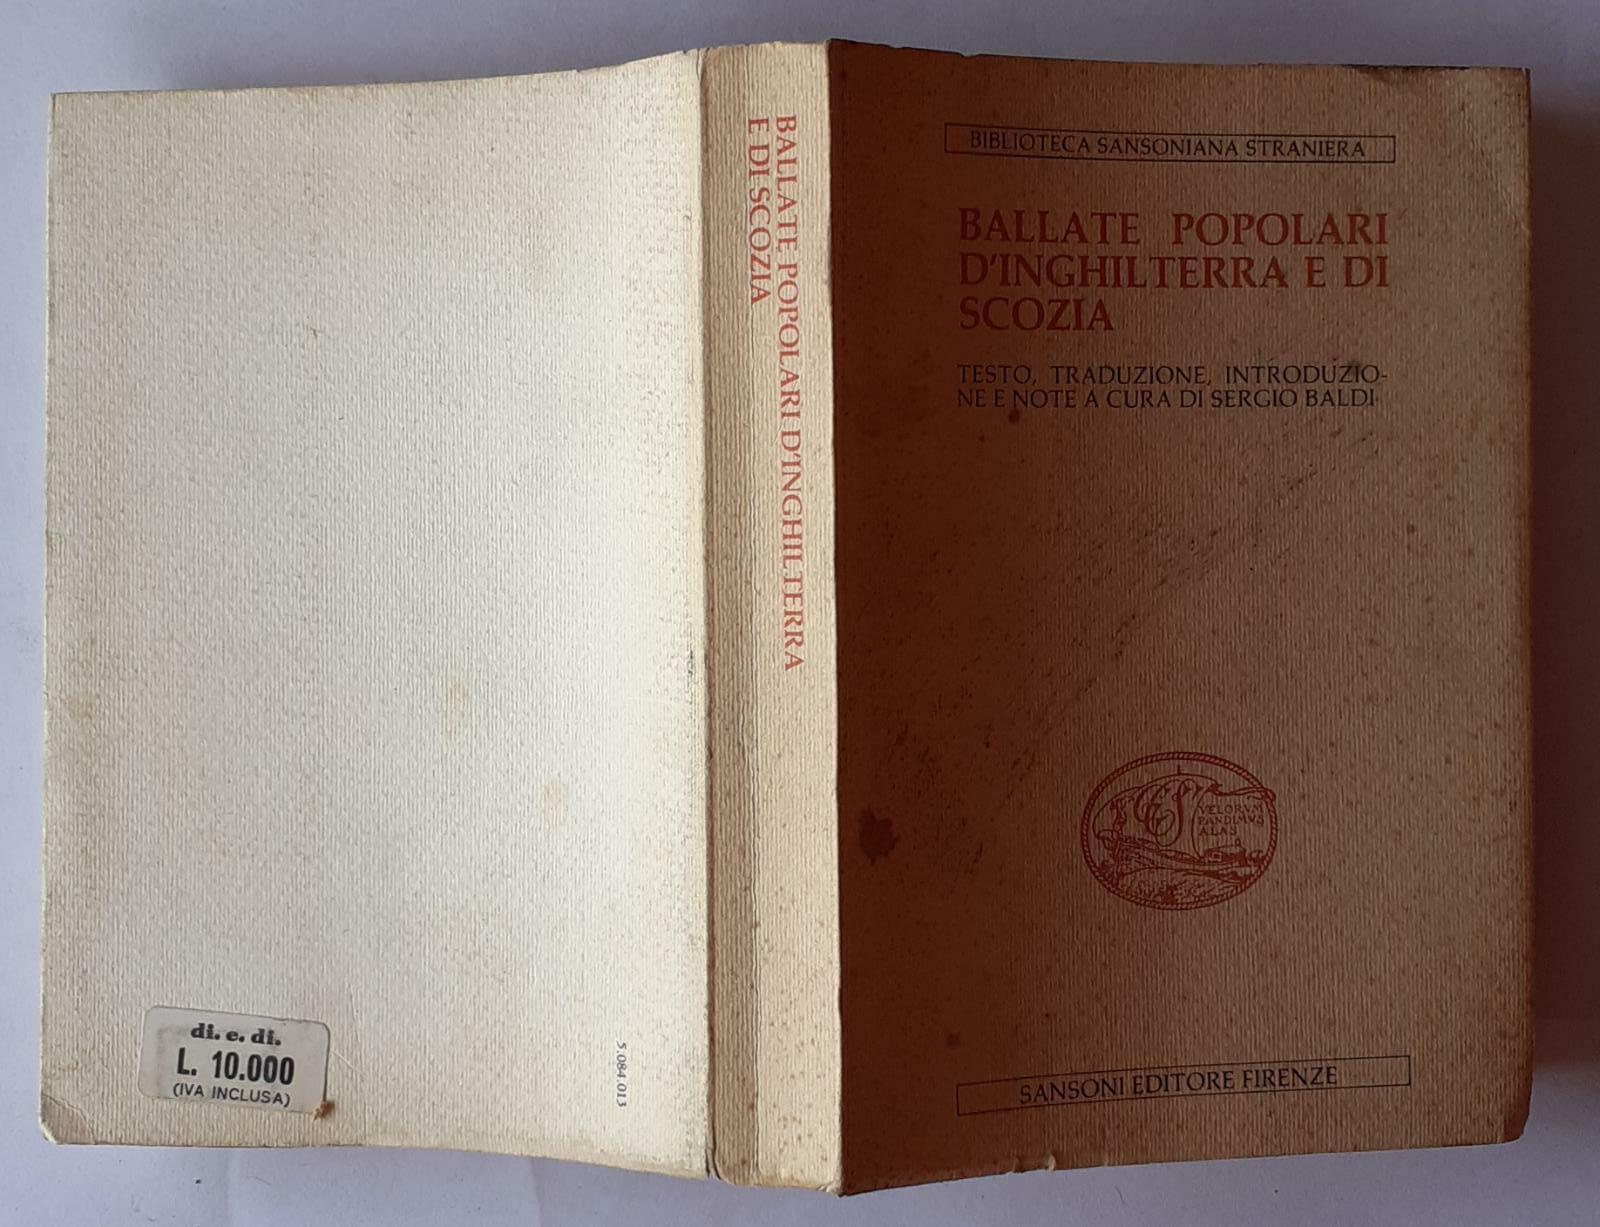 BIBLIOTECA SANSONIANA STRANIERA
BALLATE POPOLARI
D'INGHILTERRA E DI
SCOZIA
TESTO, TRADUZIONE, INTRODUZIO-
NE E NOTE A CURA DI SERGIO BALDI
GCS
VELORVM
PANDIMVS
ALAS
SANSONI EDITORE FIRENZE
BALLATE POPOLARI D'INGHILTERRA
E DI SCOZIA
di. e. di.
L. 10.000
(IVA INCLUSA)
5.084.013